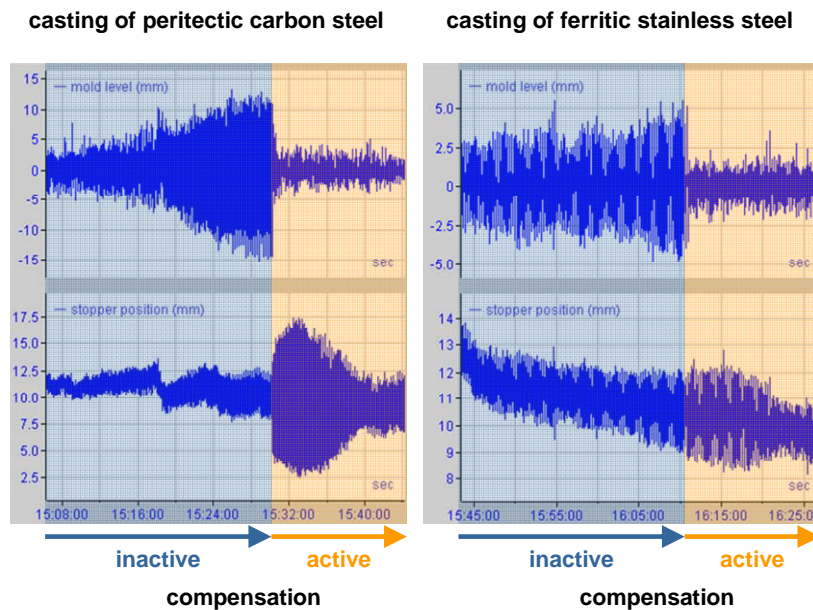 casting of peritectic carbon steel
casting of ferritic stainless steel
mold level (mm)
15
10
5
0
-5
-10
-15
sec
stopper position (mm)
17.5
15.0
12.5
10.0
7.5
5.0
2.5
sec
15:08:00 15:16:00 15:24:00 15:32:00 15:40:00
inactive active
compensation
mold level (mm)
5.0
2.5
0
-2.5
-5.0
sec
stopper position (mm)
14
13
12
11
10
9
8
sec
15:45:00 15:55:00 16:05:00 16:15:00 16:25:00
inactive active
compensation